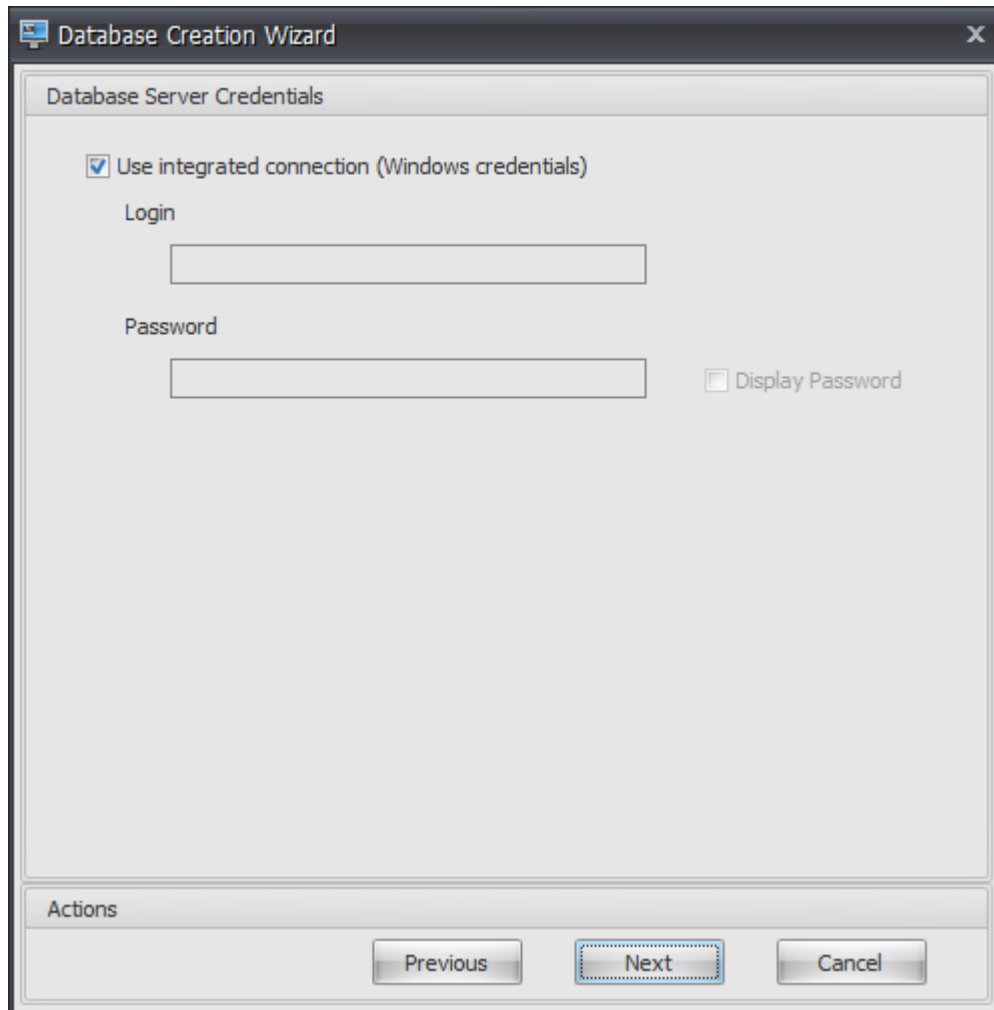 Database Creation Wizard
Database Server Credentials
Use integrated connection (Windows credentials)
Login
Password
Display Password
Actions
Previous Next Cancel